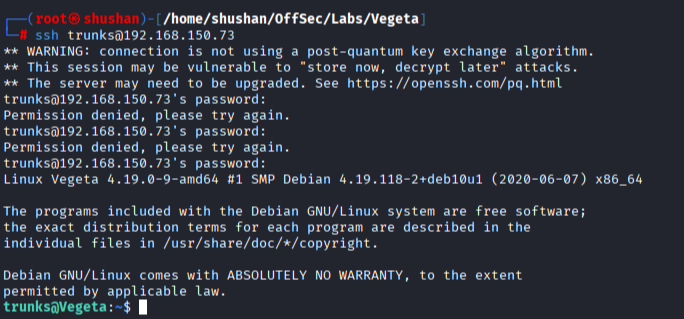 ┌──(root㉿shushan)-[/home/shushan/OffSec/Labs/Vegeta]
└─# ssh trunks@192.168.150.73
** WARNING: connection is not using a post-quantum key exchange algorithm.
** This session may be vulnerable to "store now, decrypt later" attacks.
** The server may need to be upgraded. See https://openssh.com/pq.html
trunks@192.168.150.73's password:
Permission denied, please try again.
trunks@192.168.150.73's password:
Permission denied, please try again.
trunks@192.168.150.73's password:
Linux Vegeta 4.19.0-9-amd64 #1 SMP Debian 4.19.118-2+deb10u1 (2020-06-07) x86_64

The programs included with the Debian GNU/Linux system are free software;
the exact distribution terms for each program are described in the
individual files in /usr/share/doc/*/copyright.

Debian GNU/Linux comes with ABSOLUTELY NO WARRANTY, to the extent
permitted by applicable law.
trunks@Vegeta:~$